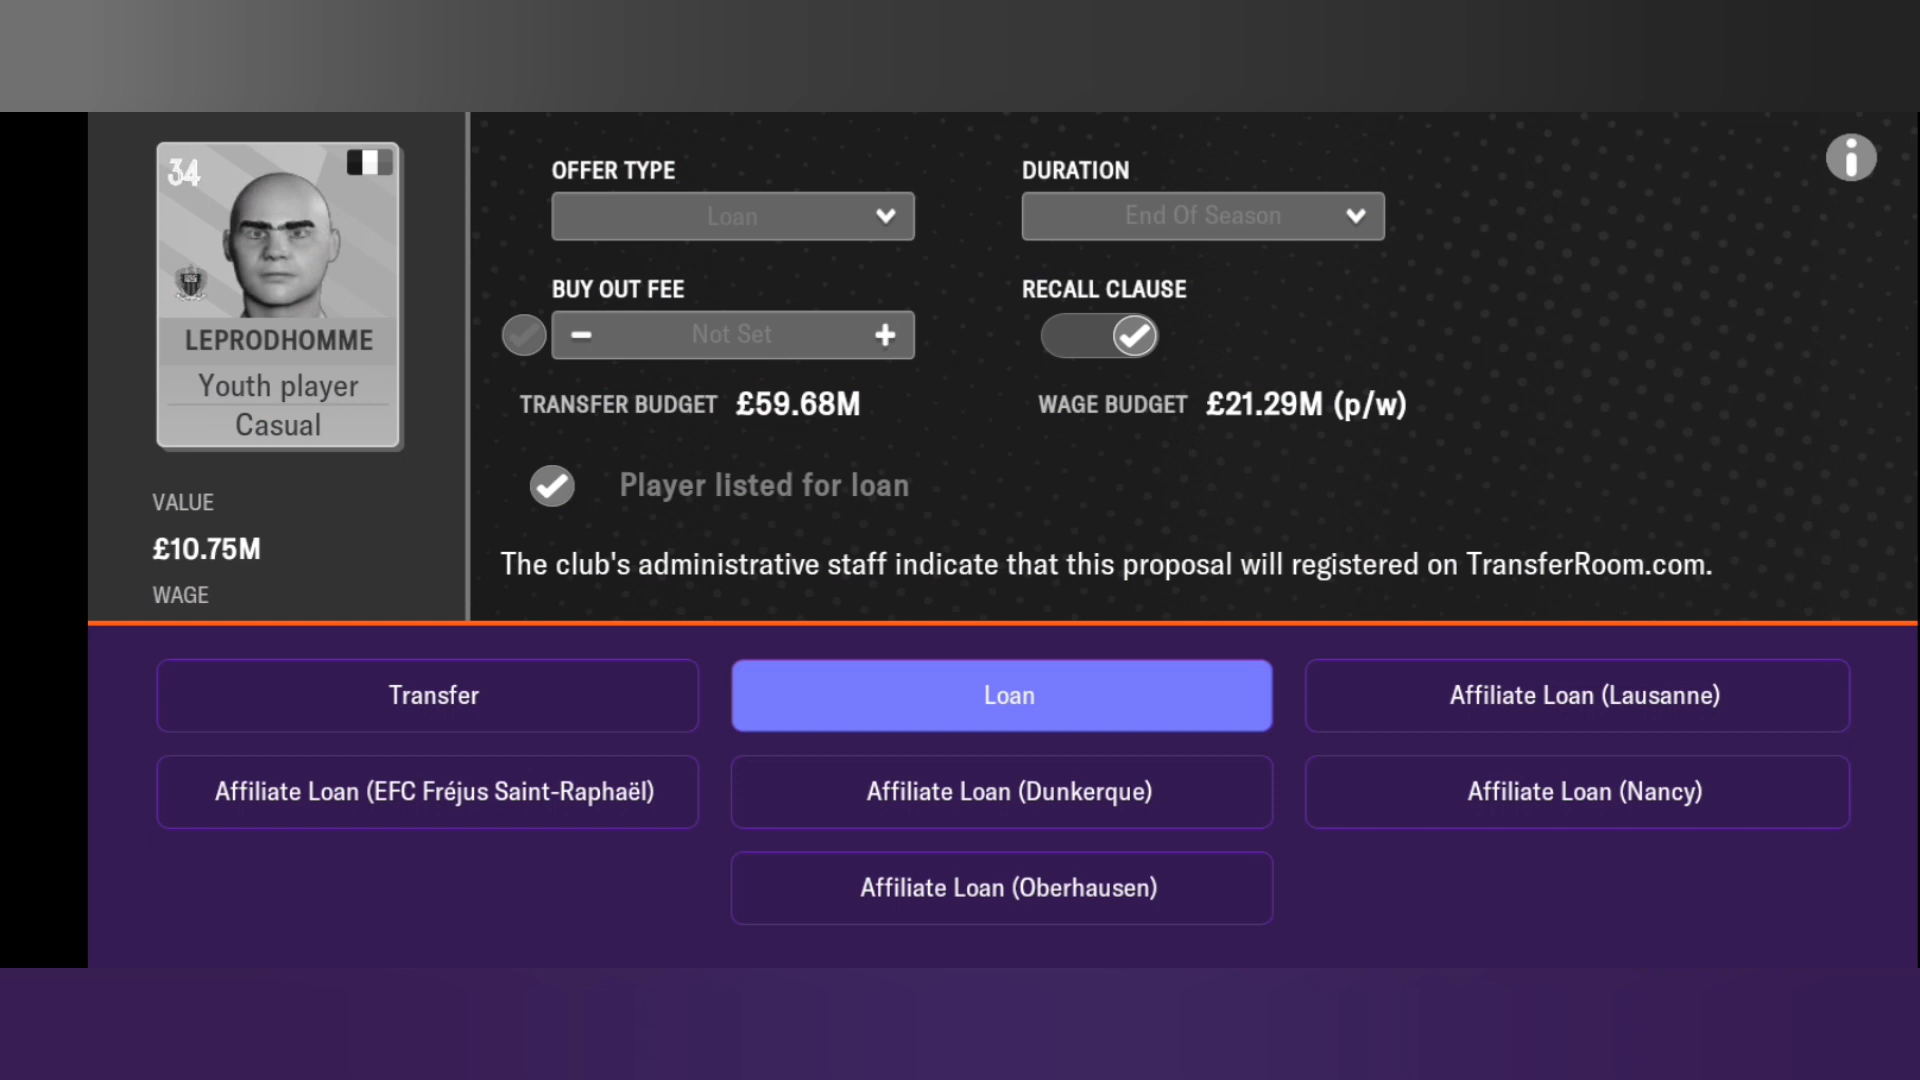 34
LEPRODHOMME
Youth player
Casual
VALUE
£10.75M
WAGE
OFFER TYPE
Loan
DURATION
End Of Season
BUY OUT FEE
Not Set
RECALL CLAUSE
TRANSFER BUDGET £59.68M
WAGE BUDGET £21.29M (p/w)
Player listed for loan
The club's administrative staff indicate that this proposal will registered on TransferRoom.com.
Transfer
Loan
Affiliate Loan (Lausanne)
Affiliate Loan (EFC Fréjus Saint-Raphaël)
Affiliate Loan (Dunkerque)
Affiliate Loan (Nancy)
Affiliate Loan (Oberhausen)